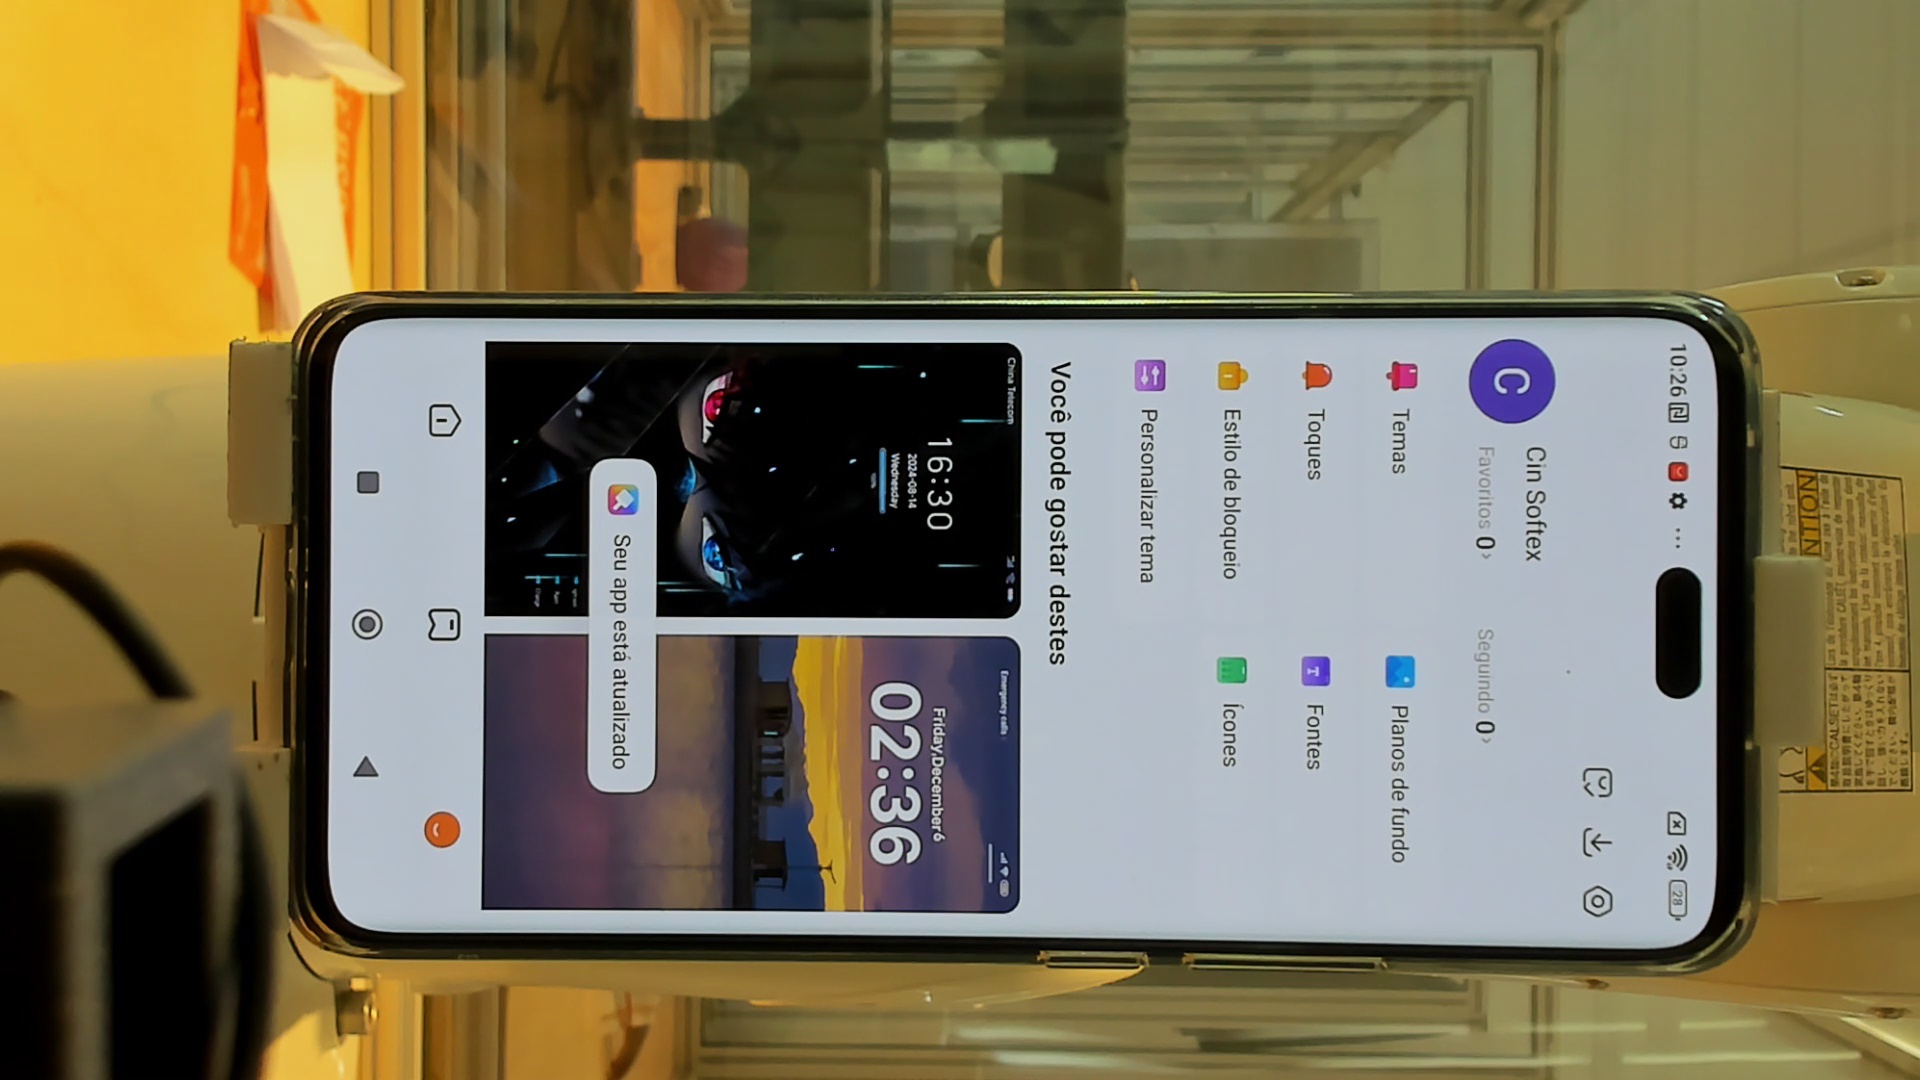 10:26
28
Cin Softex
Favoritos 0
Seguindo 0
Temas
Planos de fundo
Toques
Fontes
Estilo de bloqueio
Ícones
Personalizar tema
Você pode gostar destes
China Telecom
16:30
2024-08-14
Wednesday
Emergency calls
Friday,December6
02:36
Seu app está atualizado